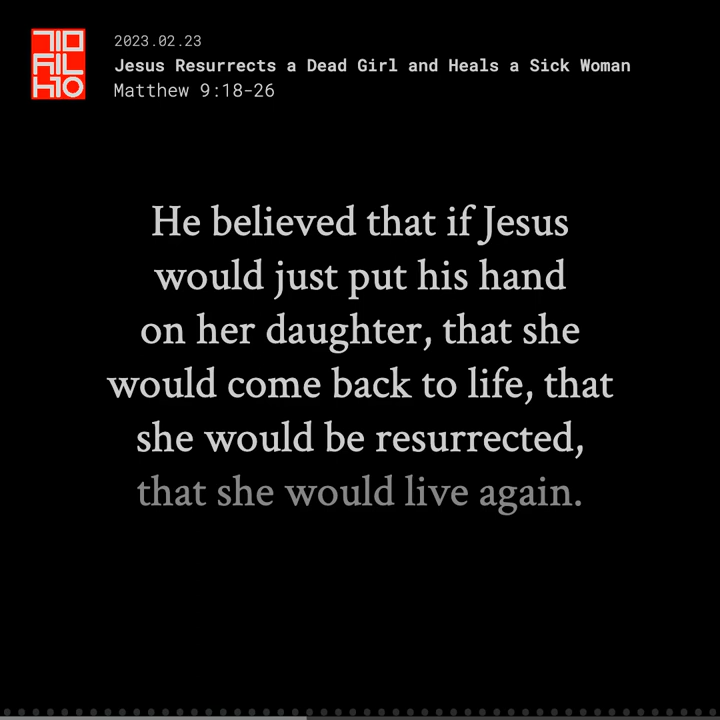 2023.02.23
Jesus Resurrects a Dead Girl and Heals a Sick Woman
Matthew 9:18-26
He believed that if Jesus
would just put his hand
on her daughter, that she
would come back to life, that
she would be resurrected,
that she would live again.